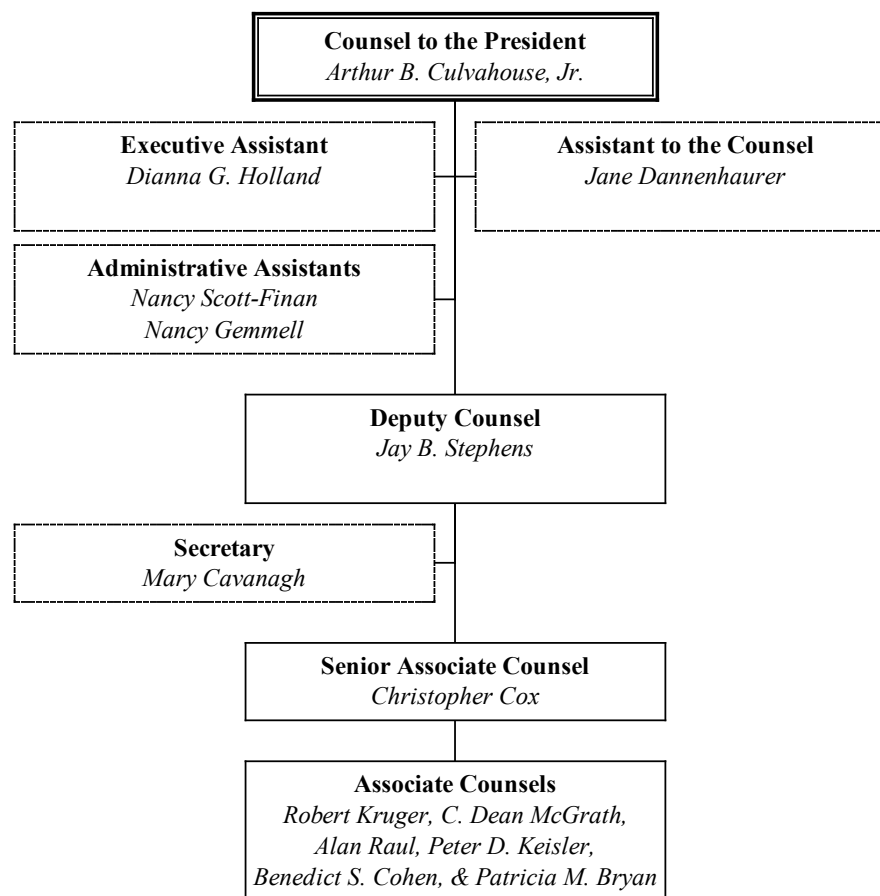 Counsel to the President
Arthur B. Culvahouse, Jr.
Executive Assistant
Dianna G. Holland
Assistant to the Counsel
Jane Dannenhaurer
Administrative Assistants
Nancy Scott-Finan
Nancy Gemmell
Deputy Counsel
Jay B. Stephens
Secretary
Mary Cavanagh
Senior Associate Counsel
Christopher Cox
Associate Counsels
Robert Kruger, C. Dean McGrath,
Alan Raul, Peter D. Keisler,
Benedict S. Cohen, & Patricia M. Bryan